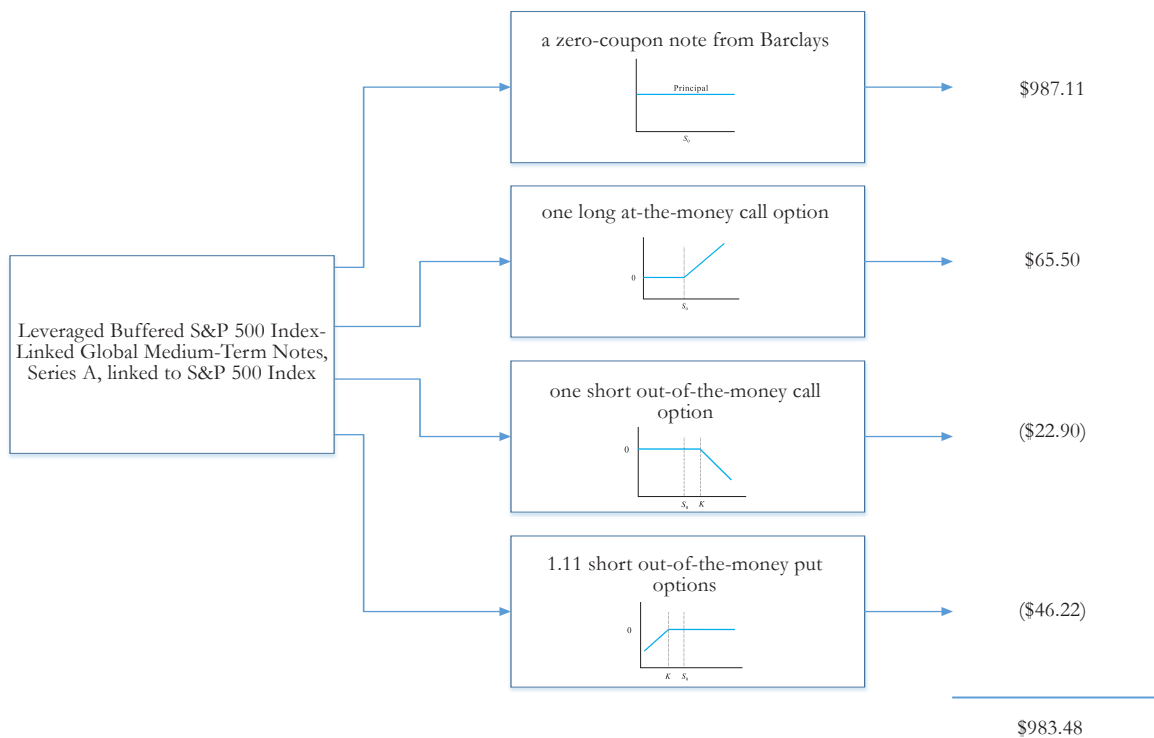 a zero-coupon note from Barclays
Principal
S₀
$987.11
one long at-the-money call option
0
S₀
$65.50
Leveraged Buffered S&P 500 Index-
Linked Global Medium-Term Notes,
Series A, linked to S&P 500 Index
one short out-of-the-money call
option
0
S₀ K
($22.90)
1.11 short out-of-the-money put
options
0
K S₀
($46.22)
$983.48